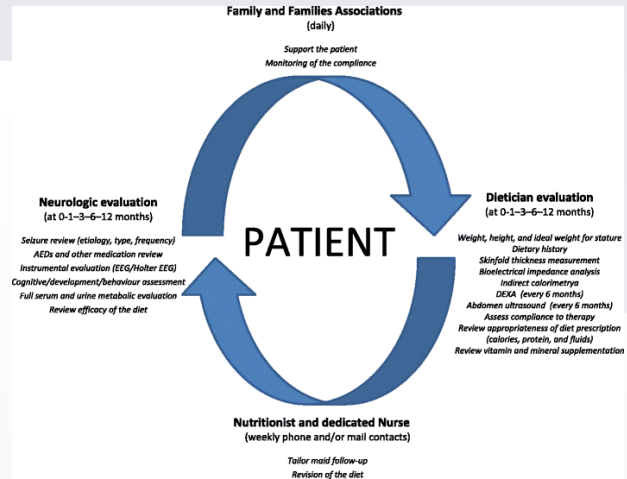 Family and Families Associations
(daily)
Support the patient
Monitoring of the compliance
Neurologic evaluation
(at 0-1-3-6-12 months)
Seizure review (etiology, type, frequency)
AEDs and other medication review
Instrumental evaluation (EEG/Holter EEG)
Cognitive/development/behaviour assessment
Full serum and urine metabolic evaluation
Review efficacy of the diet
PATIENT
Dietician evaluation
(at 0-1-3-6-12 months)
Weight, height, and ideal weight for stature
Dietary history
Skinfold thickness measurement
Bioelectrical impedance analysis
Indirect calorimetrya
DEXA (every 6 months)
Abdomen ultrasound (every 6 months)
Assess compliance to therapy
Review appropriateness of diet prescription
(calories, protein, and fluids)
Review vitamin and mineral supplementation
Nutritionist and dedicated Nurse
(weekly phone and/or mail contacts)
Tailor maid follow-up
Revision of the diet